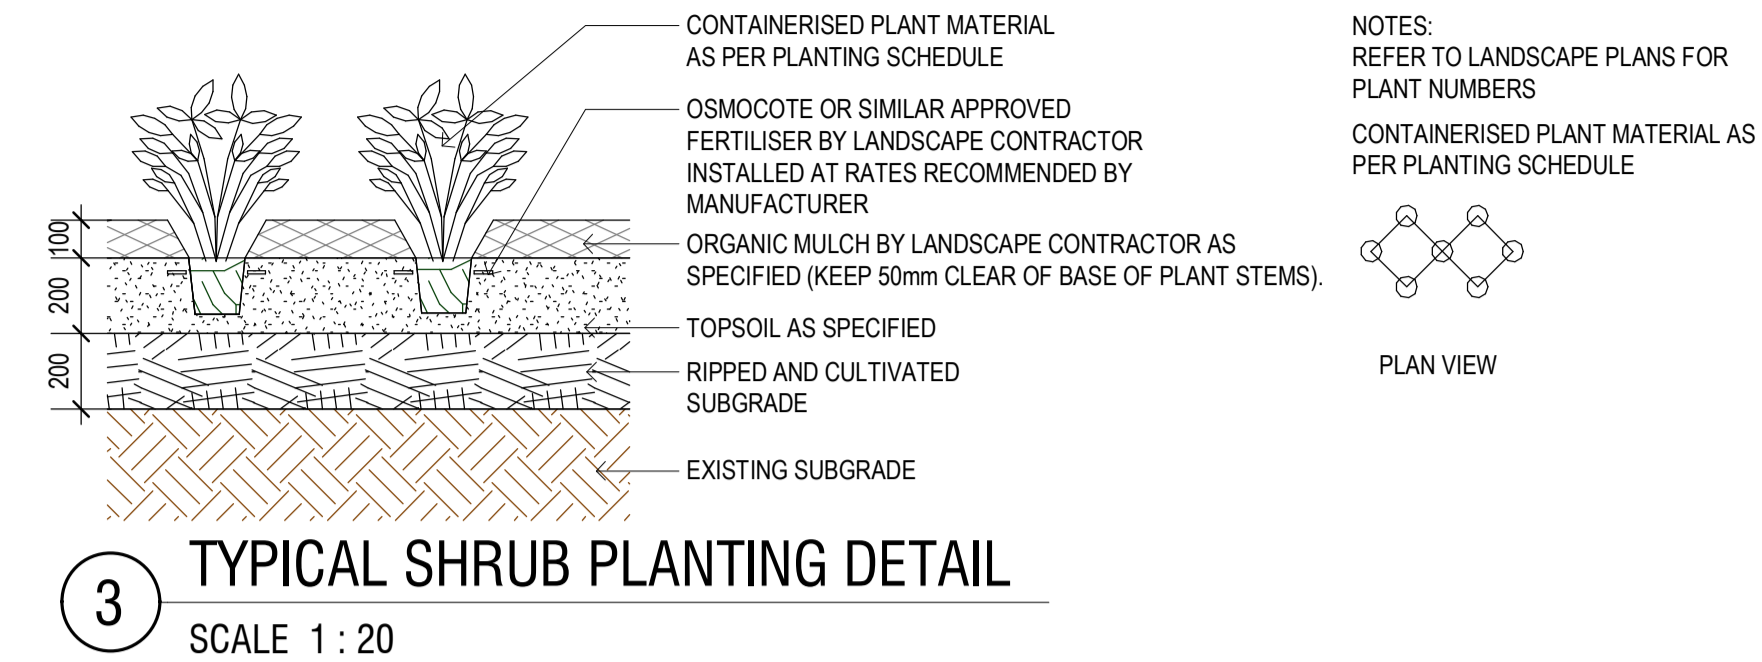 CONTAINERISED PLANT MATERIAL
AS PER PLANTING SCHEDULE
OSMOCOTE OR SIMILAR APPROVED
FERTILISER BY LANDSCAPE CONTRACTOR
INSTALLED AT RATES RECOMMENDED BY
MANUFACTURER
ORGANIC MULCH BY LANDSCAPE CONTRACTOR AS
SPECIFIED (KEEP 50mm CLEAR OF BASE OF PLANT STEMS).
TOPSOIL AS SPECIFIED
RIPPED AND CULTIVATED
SUBGRADE
EXISTING SUBGRADE
100
200
200
NOTES:
REFER TO LANDSCAPE PLANS FOR
PLANT NUMBERS
CONTAINERISED PLANT MATERIAL AS
PER PLANTING SCHEDULE
PLAN VIEW
3
TYPICAL SHRUB PLANTING DETAIL
SCALE 1 : 20